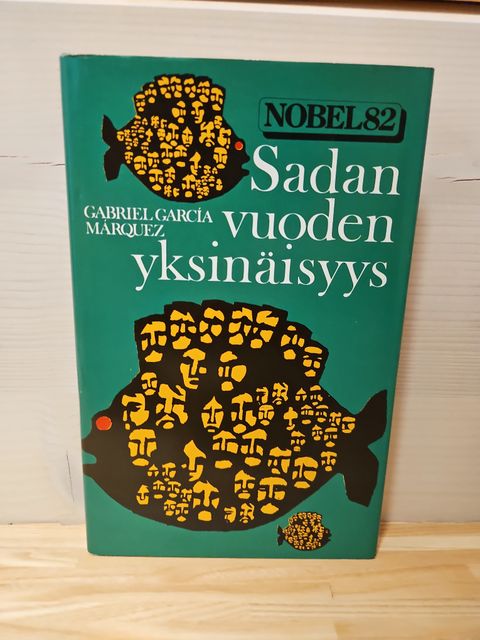 NOBEL 82
Sadan
GABRIEL GARCÍA
MÁRQUEZ
vuoden
yksinäisyys